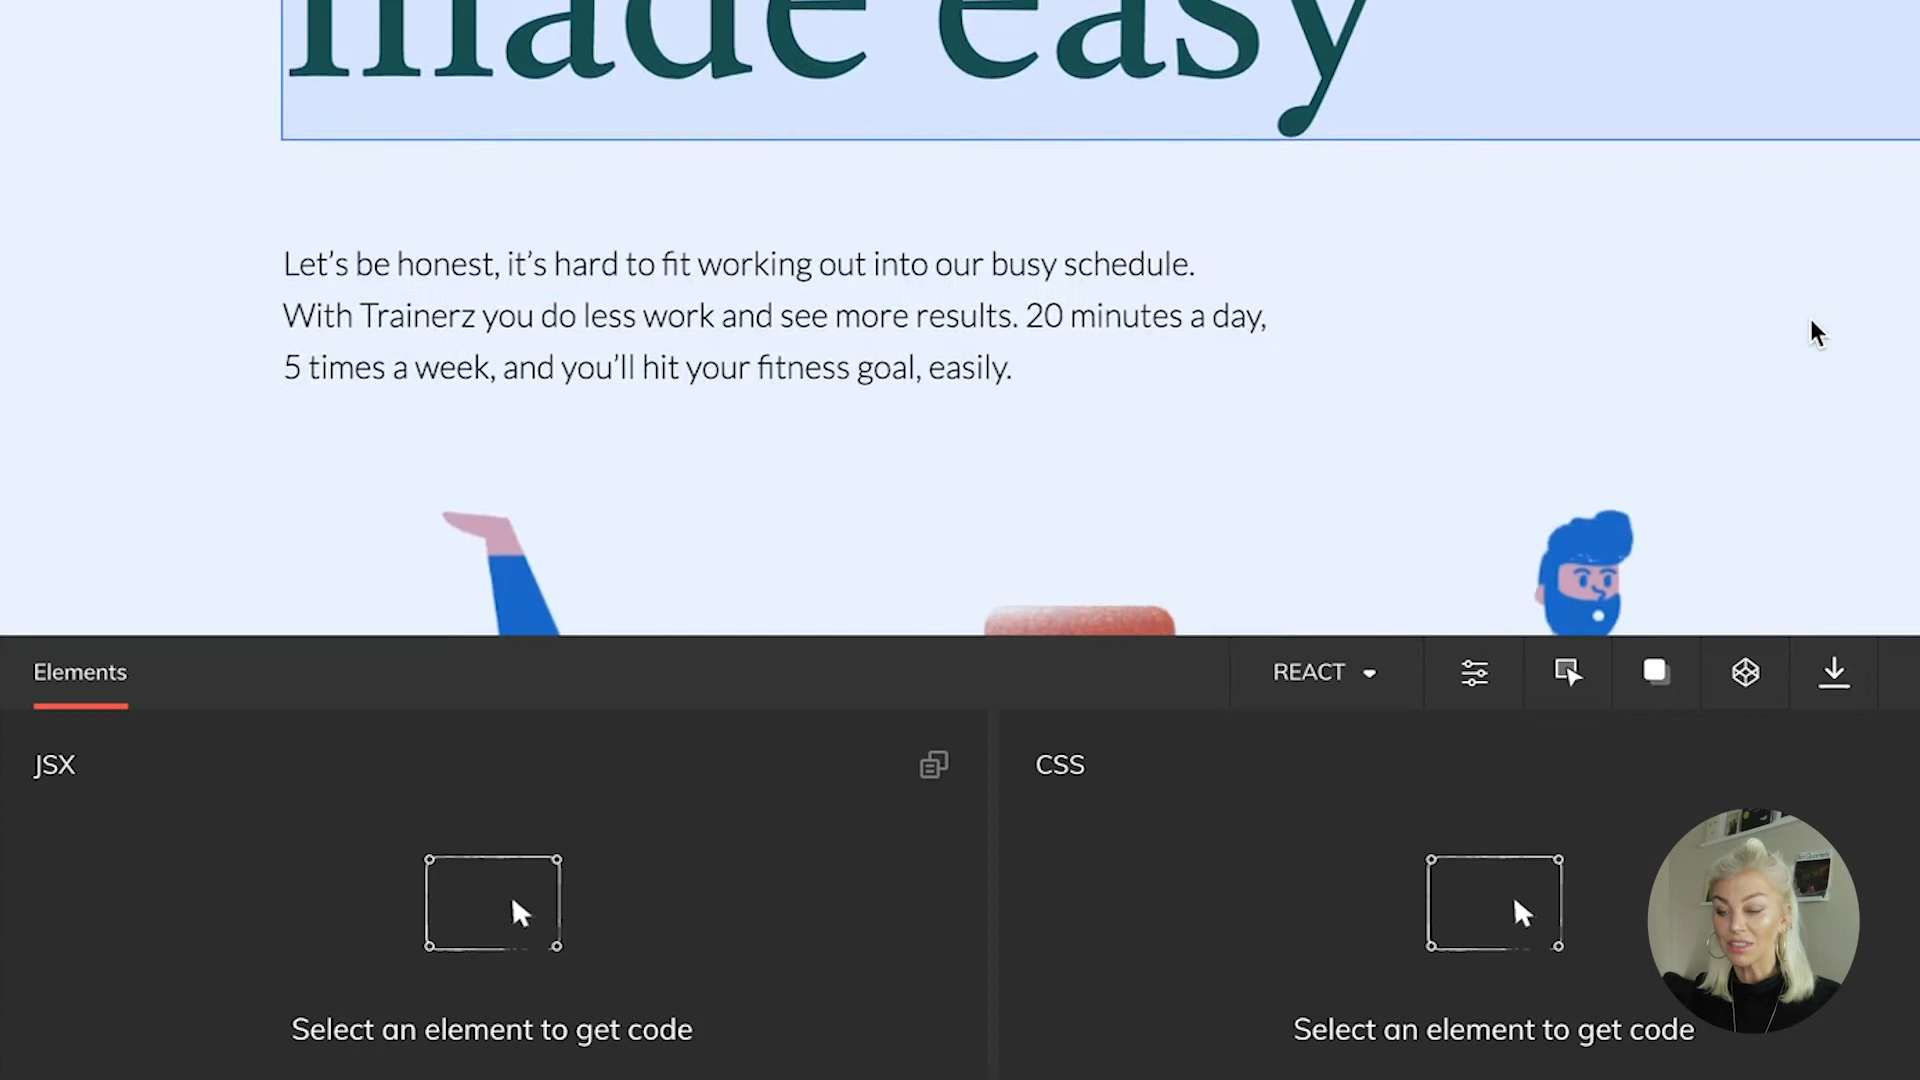 made easy
Let’s be honest, it’s hard to fit working out into our busy schedule.
With Trainerz you do less work and see more results. 20 minutes a day,
5 times a week, and you’ll hit your fitness goal, easily.
Elements
REACT
JSX
CSS
Select an element to get code
Select an element to get code